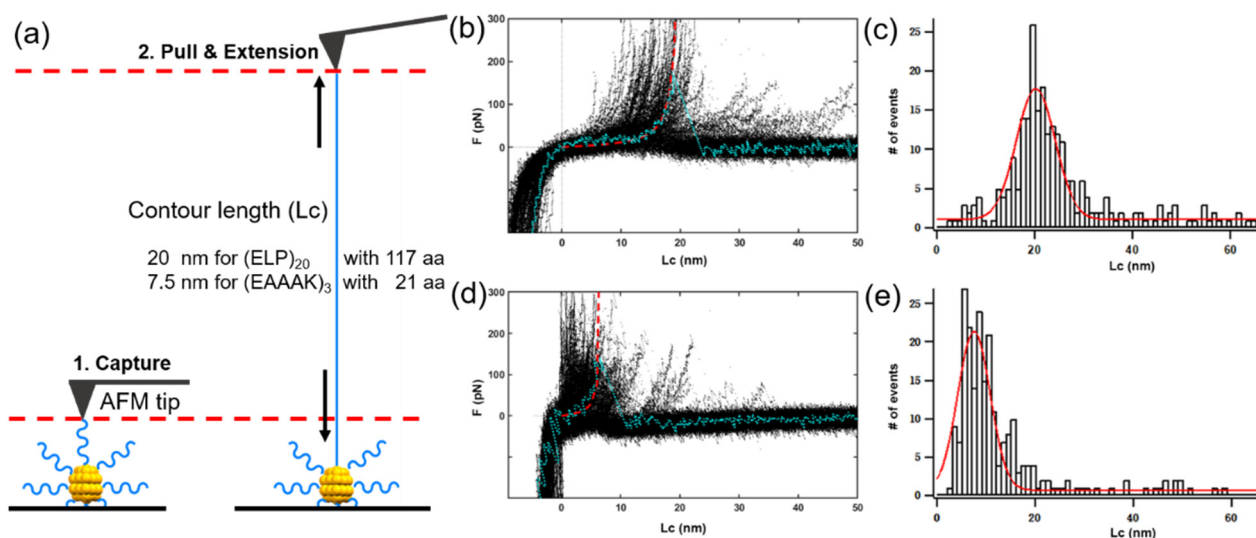 (a)
2. Pull & Extension
Contour length (Lc)
20 nm for (ELP)20 with 117 aa
7.5 nm for (EAAAK)3 with 21 aa
1. Capture
AFM tip
(b)
300
200
100
0
F (pN)
0 10 20 30 40 50
Lc (nm)
(c)
25
20
15
10
5
0
# of events
0 20 40 60
Lc (nm)
(d)
300
200
100
0
F (pN)
0 10 20 30 40 50
Lc (nm)
(e)
25
20
15
10
5
0
# of events
0 20 40 60
Lc (nm)